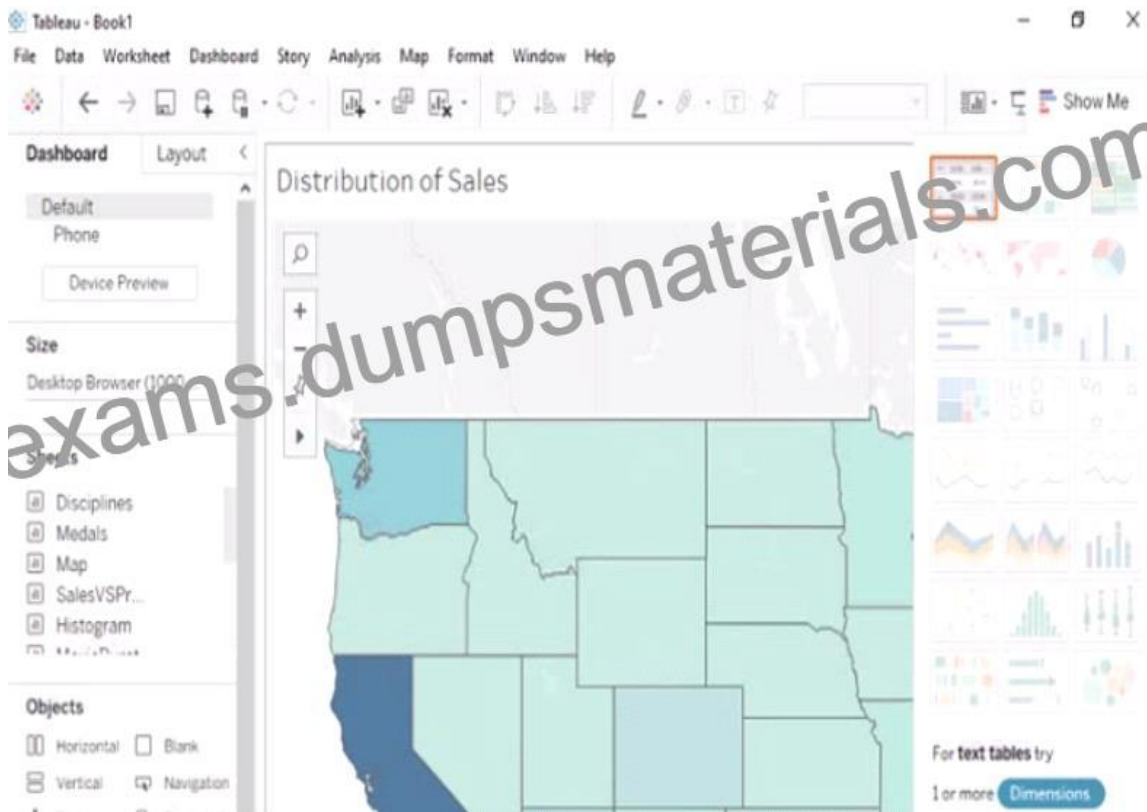 Tableau - Book1
File Data Worksheet Dashboard Story Analysis Map Format Window Help
Show Me
Dashboard Layout
Default
Phone
Device Preview
Size
Desktop Browser (1000
Sheets
Disciplines
Medals
Map
SalesVSPr...
Histogram
Objects
Horizontal Blank
Vertical Navigation
Distribution of Sales
exams.dumpsmaterials.com
For text tables try
1 or more Dimensions